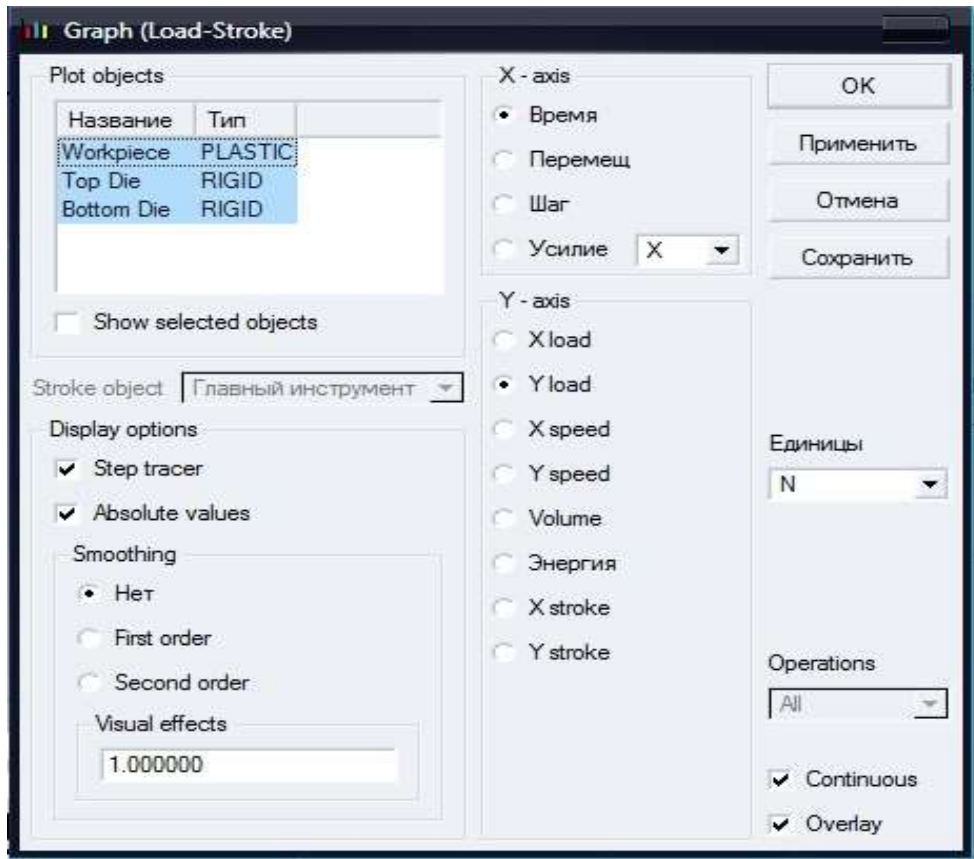 Graph (Load-Stroke)
Plot objects
Название Тип
Workpiece PLASTIC
Top Die RIGID
Bottom Die RIGID
Show selected objects
Stroke object Главный инструмент
Display options
Step tracer
Absolute values
Smoothing
Нет
First order
Second order
Visual effects
1.000000
X - axis
Время
Перемещ
Шаг
Усилие X
Y - axis
X load
Y load
X speed
Y speed
Volume
Энергия
X stroke
Y stroke
OK
Применить
Отмена
Сохранить
Единицы
N
Operations
All
Continuous
Overlay